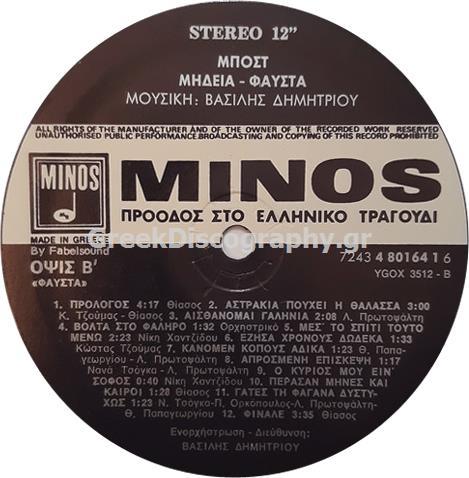 STEREO 12"
ΜΠΟΣΤ
ΜΗΔΕΙΑ - ΦΑΥΣΤΑ
ΜΟΥΣΙΚΗ: ΒΑΣΙΛΗΣ ΔΗΜΗΤΡΙΟΥ
ALL RIGHTS OF THE MANUFACTURER AND OF THE OWNER OF THE RECORDED WORK RESERVED
UNAUTHORISED PUBLIC PERFORMANCE BROADCASTING AND COPYING OF THIS RECORD PROHIBITED
MINOS
MINOS
ΠΡΟΟΔΟΣ ΣΤΟ ΕΛΛΗΝΙΚΟ ΤΡΑΓΟΥΔΙ
MADE IN GREECE
GreekDiscography.gr
By Fabelsound
7243 4 80164 1 6
YGOX 3512 - B
ΟΨΙΣ Β'
«ΦΑΥΣΤΑ»
1. ΠΡΟΛΟΓΟΣ 4:17 Θίασος 2. ΑΣΤΡΑΚΙΑ ΠΟΥΧΕΙ Η ΘΑΛΑΣΣΑ 3:00
Κ. Τζούμας - Θίασος 3. ΑΙΣΘΑΝΟΜΑΙ ΓΑΛΗΝΙΑ 2:08 Λ. Πρωτοψάλτη
4. ΒΟΛΤΑ ΣΤΟ ΦΑΛΗΡΟ 1:32 Ορχηστρικό 5. ΜΕΣ' ΤΟ ΣΠΙΤΙ ΤΟΥΤΟ
ΜΕΝΩ 2:23 Νίκη Χαντζίδου 6. ΕΖΗΣΑ ΧΡΟΝΟΥΣ ΔΩΔΕΚΑ 1:33
Κώστας Τζούμας 7. ΚΑΝΟΜΕΝ ΚΟΠΟΥΣ ΑΔΙΚΑ 1:23 Θ. Παπα-
γεωργίου - Λ. Πρωτοψάλτη 8. ΑΠΡΟΣΜΕΝΗ ΕΠΙΣΚΕΨΗ 1:17
Νανά Τσόγκα - Λ. Πρωτοψάλτη 9. Ο ΚΥΡΙΟΣ ΜΟΥ ΕΙΝ'
ΣΟΦΟΣ 0:40 Νίκη Χαντζίδου 10. ΠΕΡΑΣΑΝ ΜΗΝΕΣ ΚΑΙ
ΚΑΙΡΟΙ 1:28 Θίασος 11. ΓΑΤΕΣ ΤΗ ΦΑΓΑΝΑ ΔΥΣΤΥ-
ΧΩΣ 1:23 Ν. Τσόγκα-Π. Ορκόπουλος-Λ. Πρωτοψάλτη-
Θ. Παπαγεωργίου 12. ΦΙΝΑΛΕ 3:35 Θίασος
Ενορχήστρωση - Διεύθυνση:
ΒΑΣΙΛΗΣ ΔΗΜΗΤΡΙΟΥ